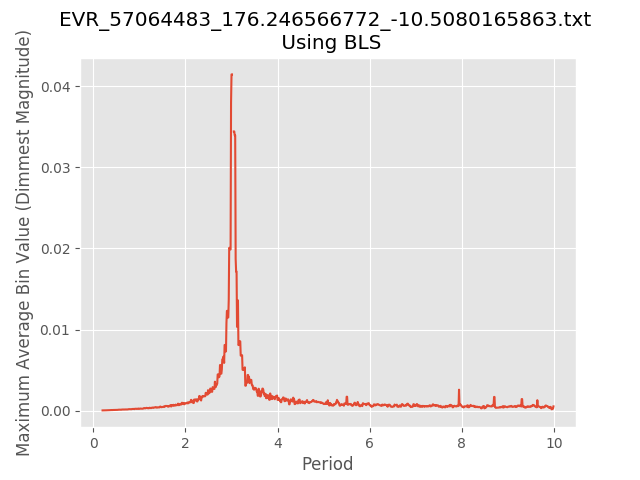 EVR_57064483_176.246566772_-10.5080165863.txt
Using BLS
Maximum Average Bin Value (Dimmest Magnitude)
0.04
0.03
0.02
0.01
0.00
0
2
4
6
8
10
Period